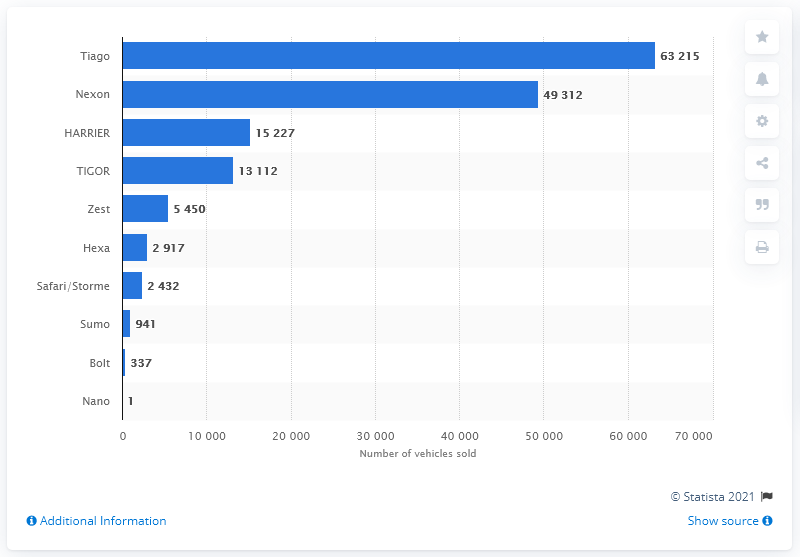 Tiago 63 215
Nexon 49 312
HARRIER 15 227
TIGOR 13 112
Zest 5 450
Hexa 2 917
Safari/Storme 2 432
Sumo 941
Bolt 337
Nano 1
0 10 000 20 000 30 000 40 000 50 000 60 000 70 000
Number of vehicles sold
© Statista 2021
Additional Information Show source